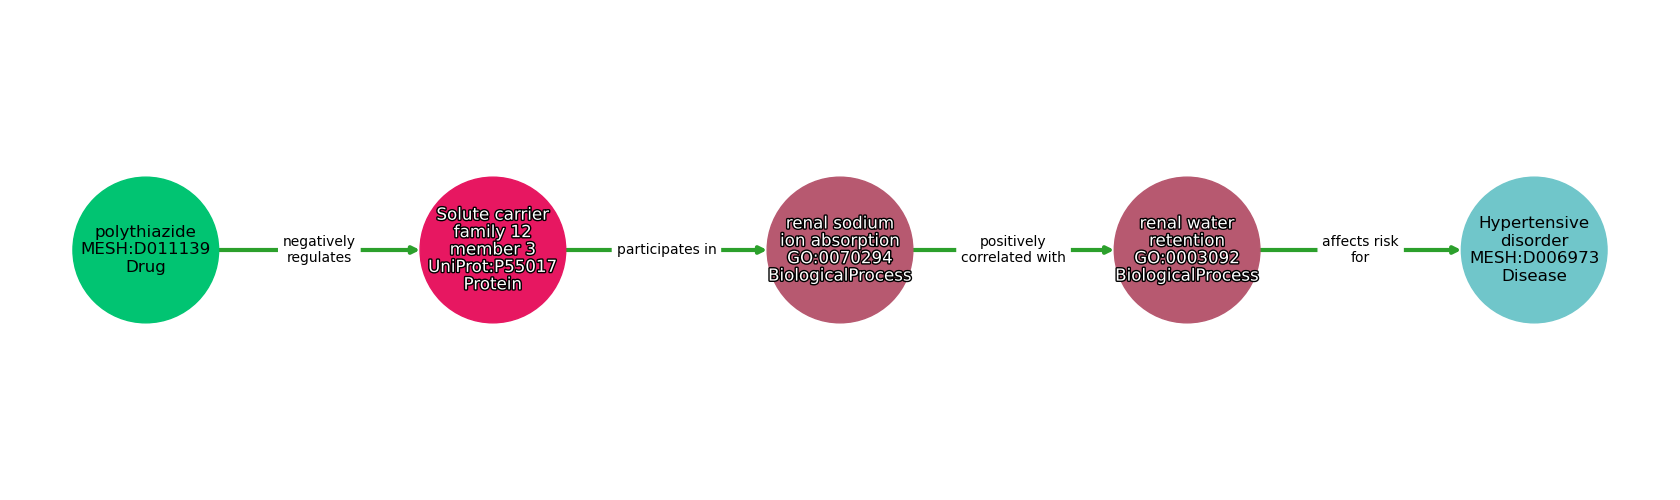 polythiazide
MESH:D011139
Drug
negatively
regulates
Solute carrier
family 12
member 3
UniProt:P55017
Protein
participates in
renal sodium
ion absorption
GO:0070294
BiologicalProcess
positively
correlated with
renal water
retention
GO:0003092
BiologicalProcess
affects risk
for
Hypertensive
disorder
MESH:D006973
Disease